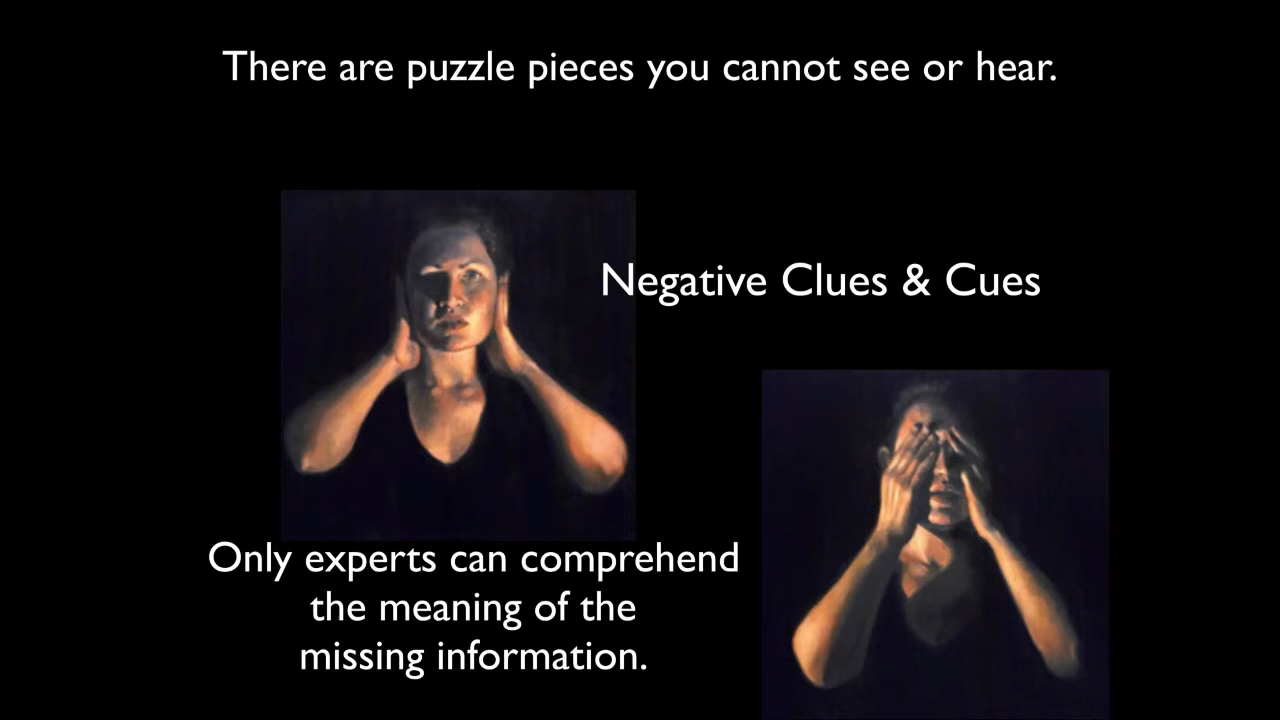 There are puzzle pieces you cannot see or hear.
Negative Clues & Cues
Only experts can comprehend
the meaning of the
missing information.